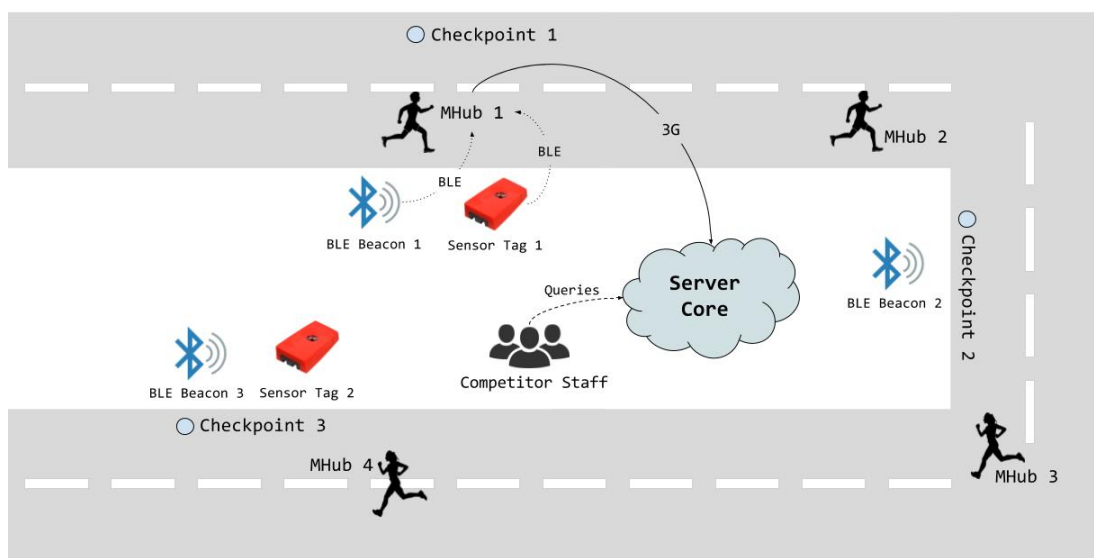 Checkpoint 1
MHub 1
MHub 2
3G
BLE
BLE
BLE Beacon 1
Sensor Tag 1
Server
Core
Queries
BLE Beacon 2
Checkpoint 2
BLE Beacon 3
Sensor Tag 2
Competitor Staff
Checkpoint 3
MHub 4
MHub 3